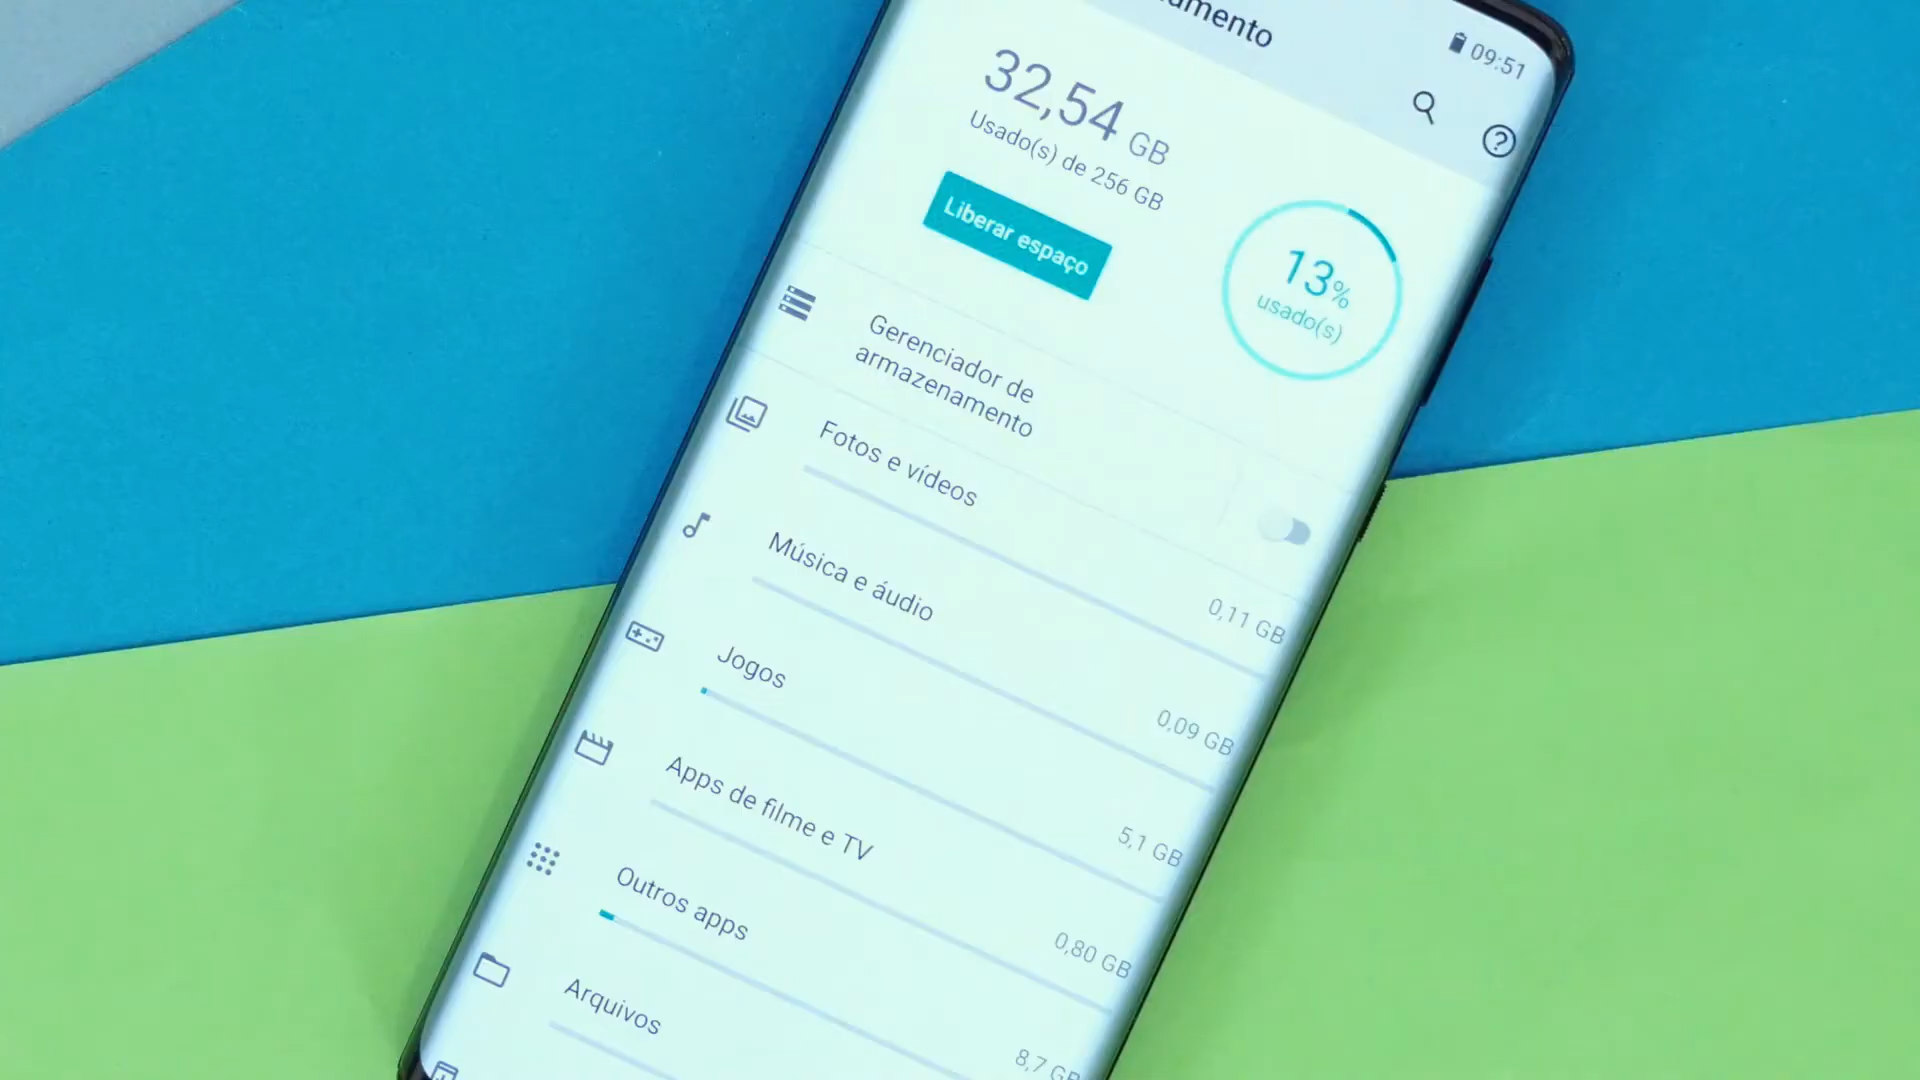 09:51
32,54 GB
Usado(s) de 256 GB
Liberar espaço
13%
usado(s)
Gerenciador de
armazenamento
Fotos e vídeos
0,11 GB
Música e áudio
0,09 GB
Jogos
5,1 GB
Apps de filme e TV
0,80 GB
Outros apps
8,7 GB
Arquivos